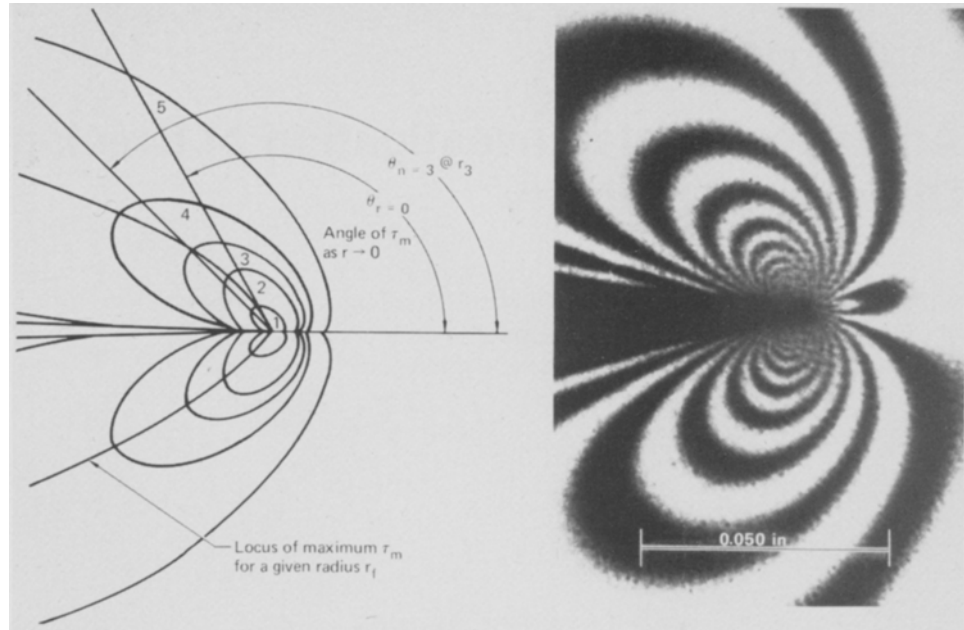 5
4
3
2
1
θn = 3 @ r3
θr = 0
Angle of τm
as r → 0
Locus of maximum τm
for a given radius rf
0.050 in